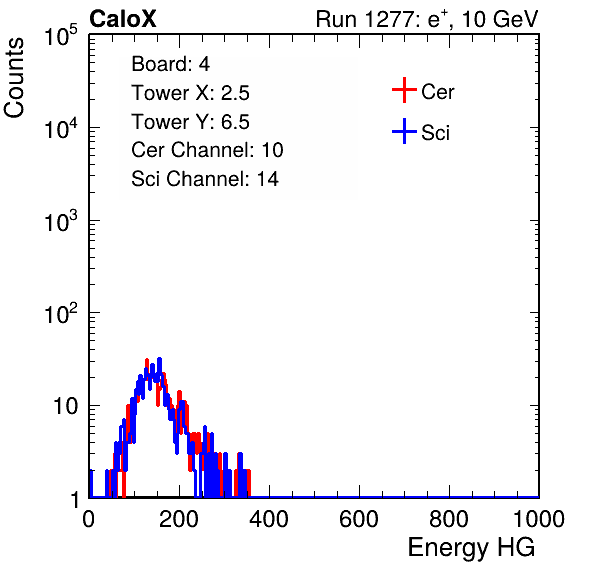 CaloX
Run 1277: e⁺, 10 GeV
Counts
10⁵
10⁴
10³
10²
10
1
Board: 4
Tower X: 2.5
Tower Y: 6.5
Cer Channel: 10
Sci Channel: 14
Cer
Sci
0 200 400 600 800 1000
Energy HG